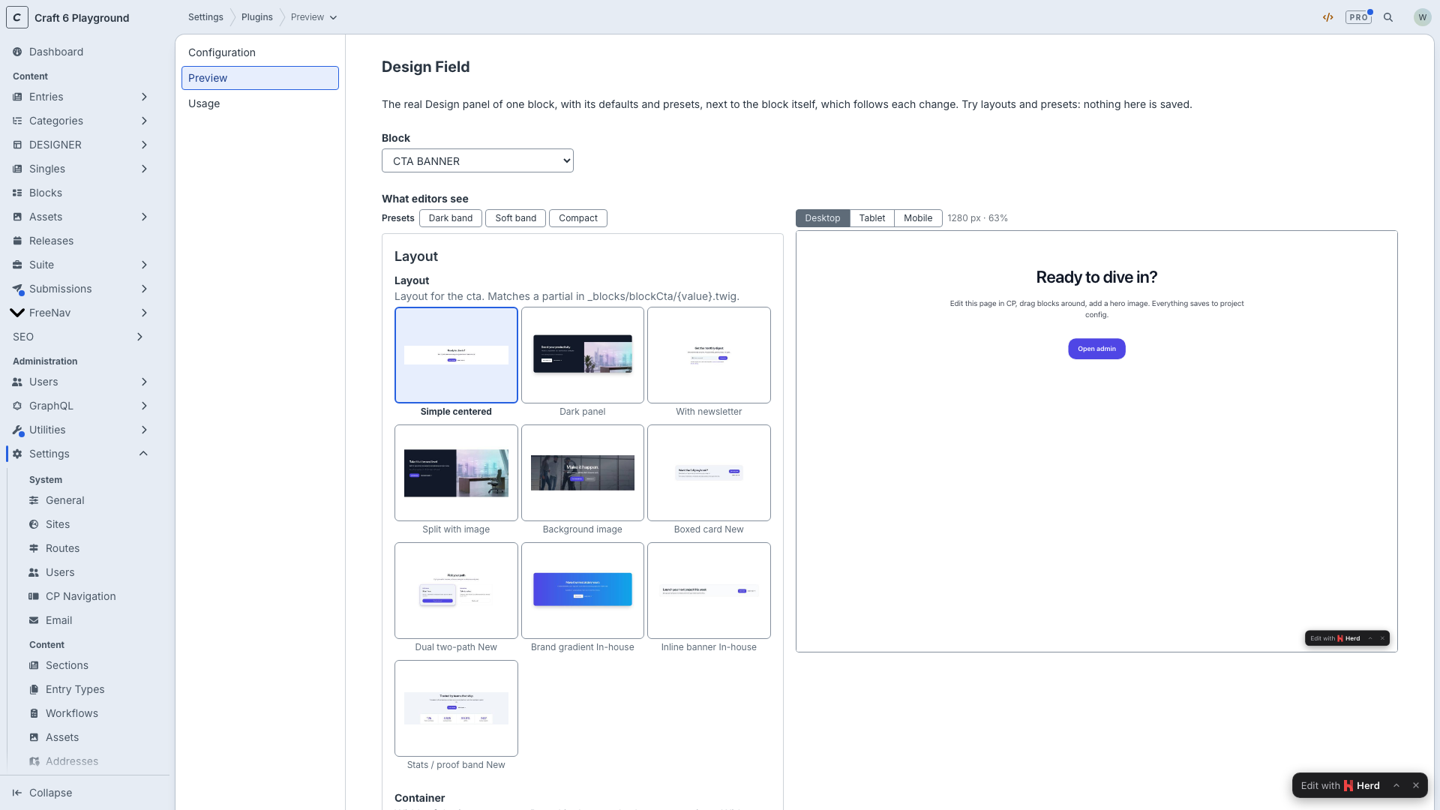 Craft 6 Playground
Settings
Plugins
Preview
PRO
W
Dashboard
Content
Entries
Categories
DESIGNER
Singles
Blocks
Assets
Releases
Suite
Submissions
FreeNav
SEO
Administration
Users
GraphQL
Utilities
Settings
System
General
Sites
Routes
Users
CP Navigation
Email
Content
Sections
Entry Types
Workflows
Assets
Addresses
Collapse
Configuration
Preview
Usage
Design Field
The real Design panel of one block, with its defaults and presets, next to the block itself, which follows each change. Try layouts and presets: nothing here is saved.
Block
CTA BANNER
What editors see
Presets Dark band Soft band Compact
Layout
Layout
Layout for the cta. Matches a partial in _blocks/blockCta/{value}.twig.
Simple centered
Dark panel
With newsletter
Split with image
Make it happen
Background image
Boxed card New
Dual two-path New
Brand gradient In-house
Inline banner In-house
Stats / proof band New
Container
Desktop Tablet Mobile 1280 px · 63%
Ready to dive in?
Edit this page in CP, drag blocks around, add a hero image. Everything saves to project
config.
Open admin
Edit with Herd
Edit with Herd